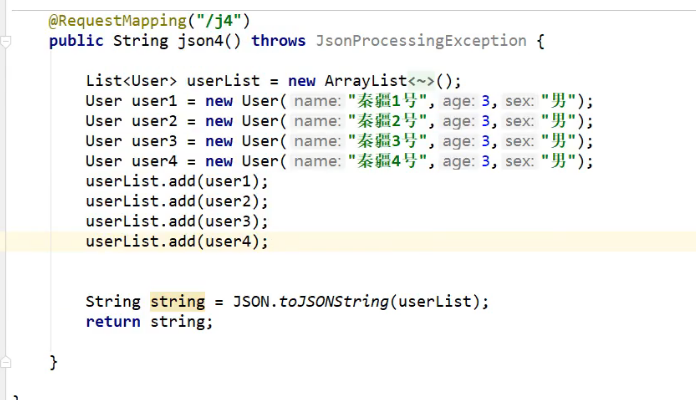 @RequestMapping("/j4")
public String json4() throws JsonProcessingException {
List<User> userList = new ArrayList<~>();
User user1 = new User( name: "秦疆1号", age: 3, sex: "男");
User user2 = new User( name: "秦疆2号", age: 3, sex: "男");
User user3 = new User( name: "秦疆3号", age: 3, sex: "男");
User user4 = new User( name: "秦疆4号", age: 3, sex: "男");
userList.add(user1);
userList.add(user2);
userList.add(user3);
userList.add(user4);
String string = JSON.toJSONString(userList);
return string;
}